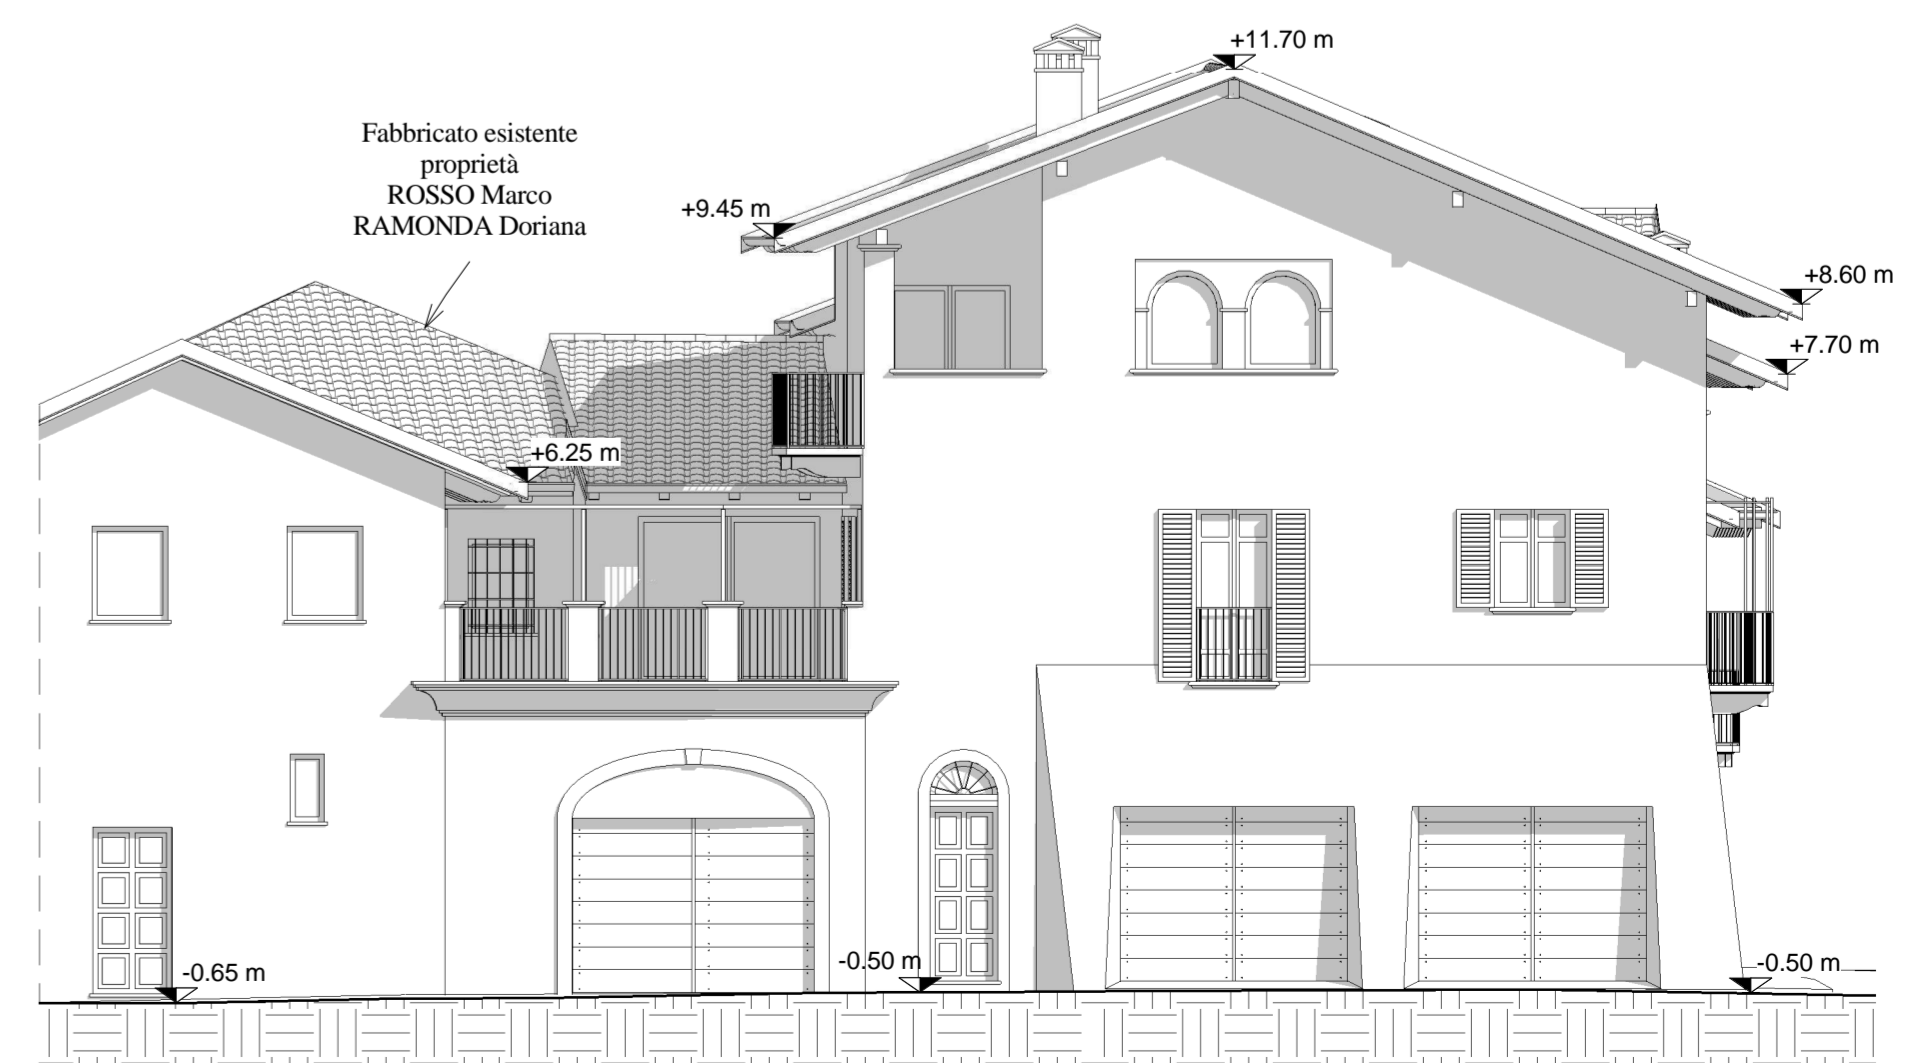 +11.70 m
Fabbricato esistente
proprietà
ROSSO Marco
RAMONDA Doriana
+9.45 m
+8.60 m
+7.70 m
+6.25 m
-0.65 m
-0.50 m
-0.50 m